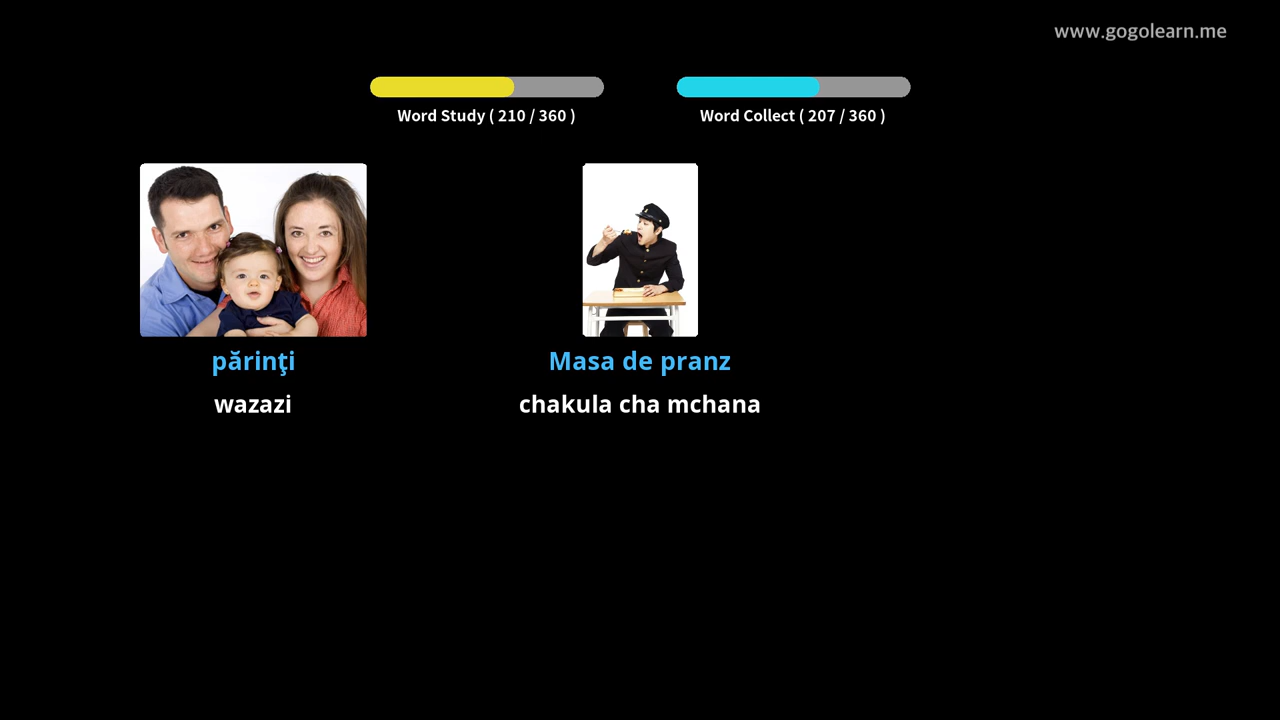 www.gogolearn.me
Word Study ( 210 / 360 )
Word Collect ( 207 / 360 )
părinţi
Masa de pranz
wazazi
chakula cha mchana